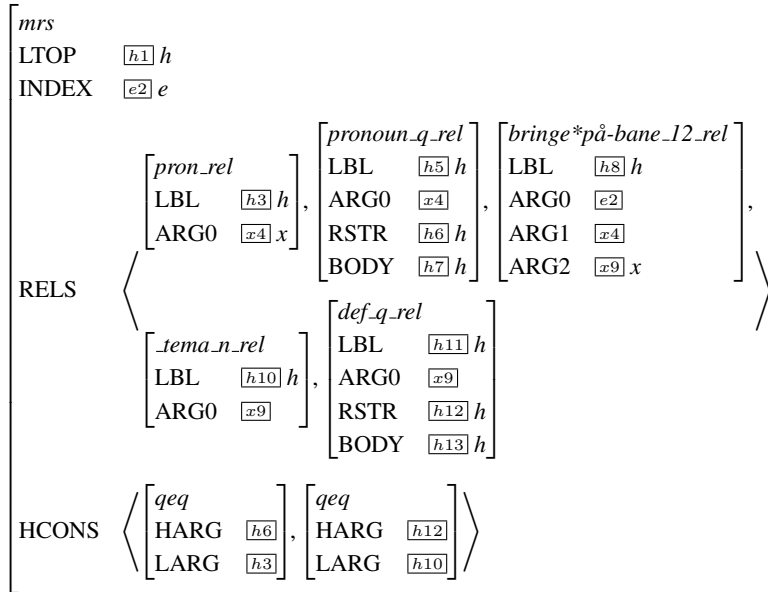 mrs
LTOP h1 h
INDEX e2 e
pron_rel pronoun_q_rel bringe*på-bane_12_rel
LBL h3 h , LBL h5 h , LBL h8 h ,
ARG0 x4 x ARG0 x4 ARG0 e2
RSTR h6 h ARG1 x4
BODY h7 h ARG2 x9 x
RELS
_tema_n_rel def_q_rel
LBL h10 h , LBL h11 h
ARG0 x9 ARG0 x9
RSTR h12 h
BODY h13 h
HCONS
qeq qeq
HARG h6 , HARG h12
LARG h3 LARG h10